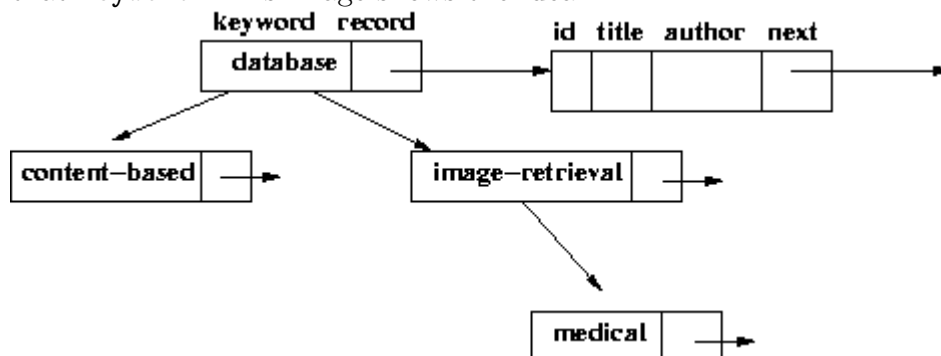 keyword record
id title author next
database
content-based
image-retrieval
medical